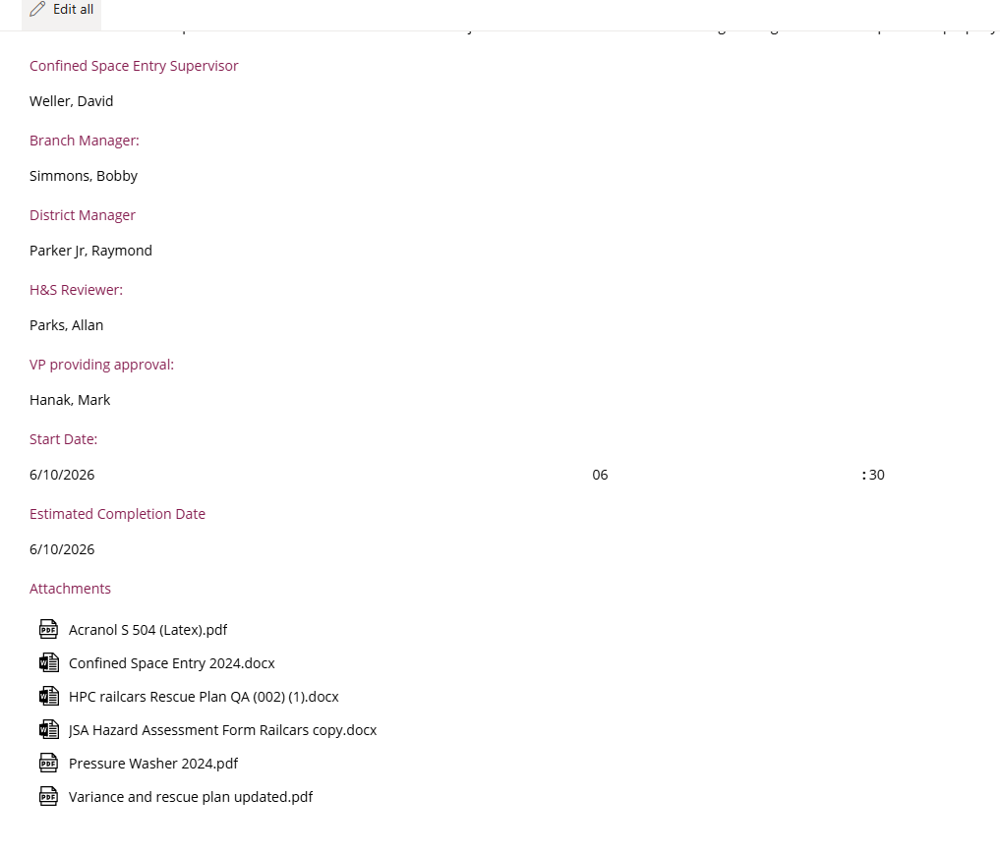 Edit all
Confined Space Entry Supervisor
Weller, David
Branch Manager:
Simmons, Bobby
District Manager
Parker Jr, Raymond
H&S Reviewer:
Parks, Allan
VP providing approval:
Hanak, Mark
Start Date:
6/10/2026 06 : 30
Estimated Completion Date
6/10/2026
Attachments
Acranol S 504 (Latex).pdf
Confined Space Entry 2024.docx
HPC railcars Rescue Plan QA (002) (1).docx
JSA Hazard Assessment Form Railcars copy.docx
Pressure Washer 2024.pdf
Variance and rescue plan updated.pdf